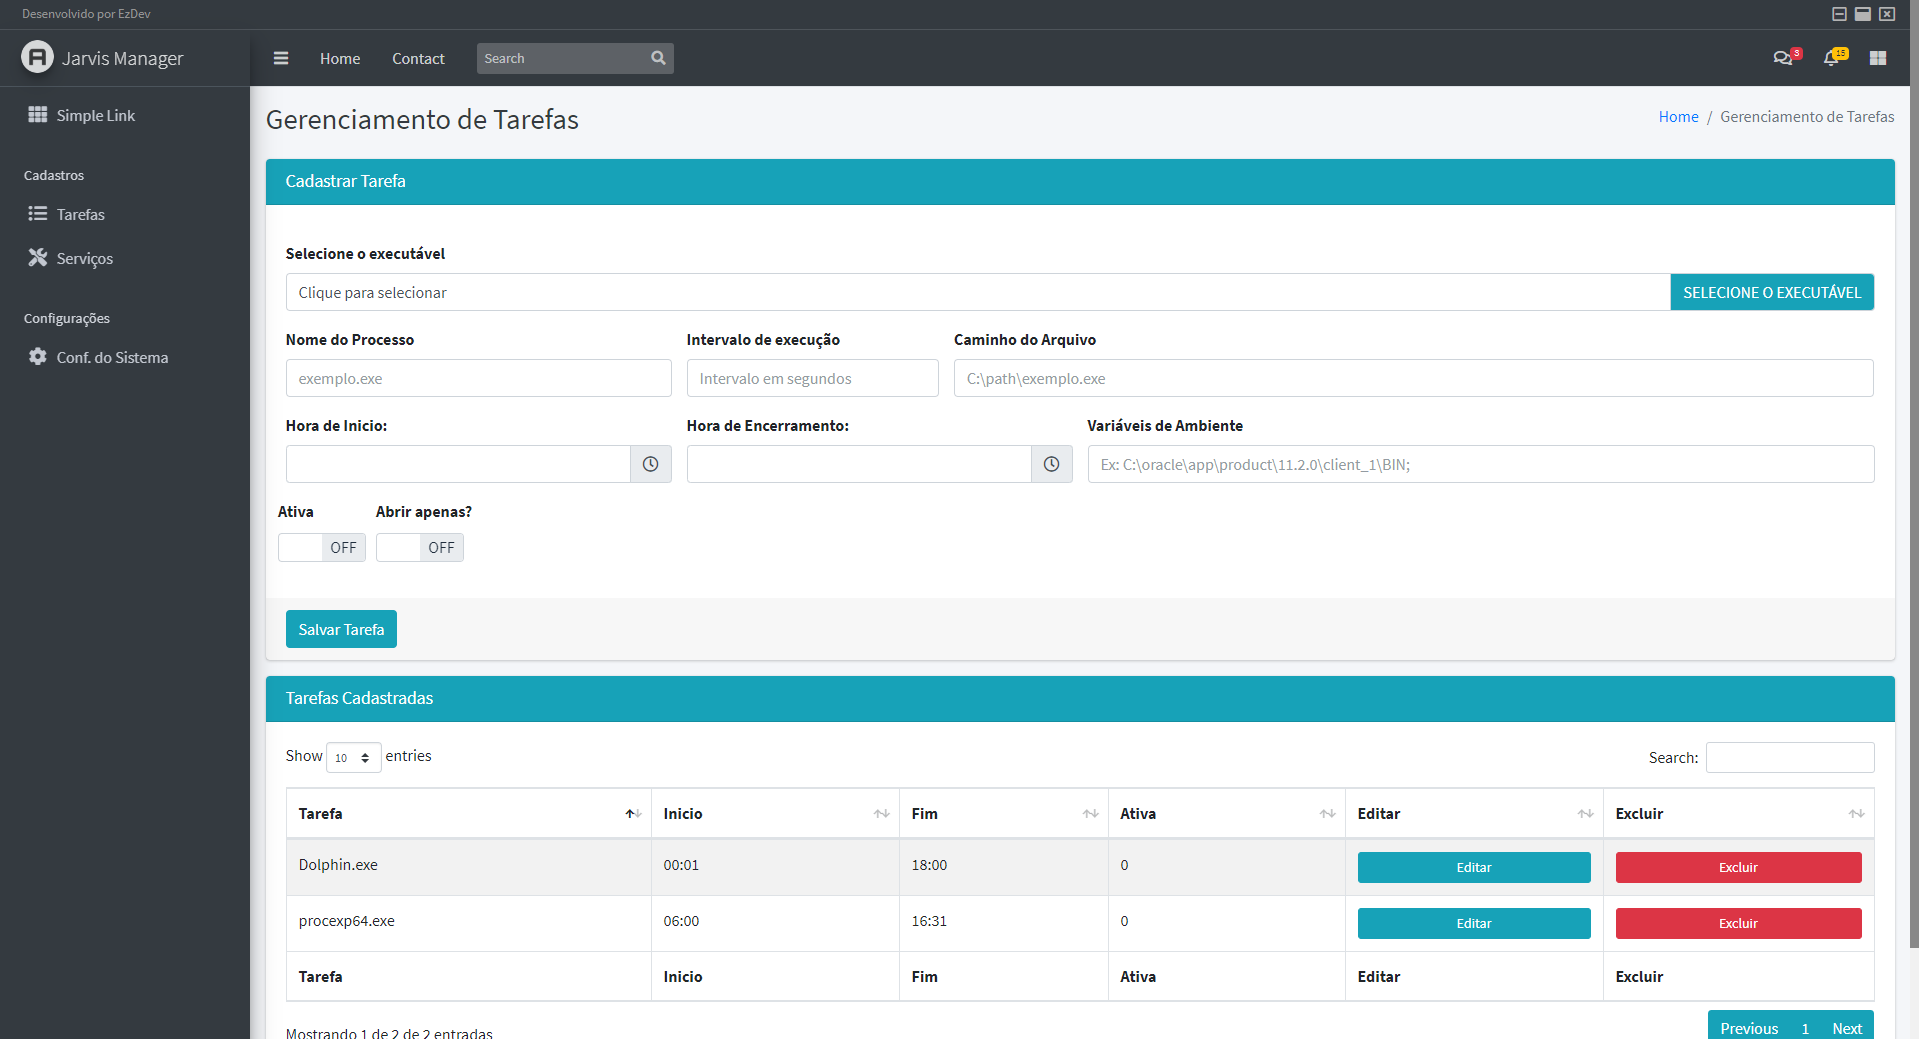 Desenvolvido por EzDev
Jarvis Manager
Home
Contact
Search
3
15
Simple Link
Cadastros
Tarefas
Serviços
Configurações
Conf. do Sistema
Gerenciamento de Tarefas
Home / Gerenciamento de Tarefas
Cadastrar Tarefa
Selecione o executável
Clique para selecionar
SELECIONE O EXECUTÁVEL
Nome do Processo
Intervalo de execução
Caminho do Arquivo
exemplo.exe
Intervalo em segundos
C:\path\exemplo.exe
Hora de Inicio:
Hora de Encerramento:
Variáveis de Ambiente
Ex: C:\oracle\app\product\11.2.0\client_1\BIN;
Ativa
Abrir apenas?
OFF
OFF
Salvar Tarefa
Tarefas Cadastradas
Show 10 entries
Search:
Tarefa Inicio Fim Ativa Editar Excluir
Dolphin.exe 00:01 18:00 0 Editar Excluir
procexp64.exe 06:00 16:31 0 Editar Excluir
Tarefa Inicio Fim Ativa Editar Excluir
Mostrando 1 de 2 de 2 entradas
Previous 1 Next